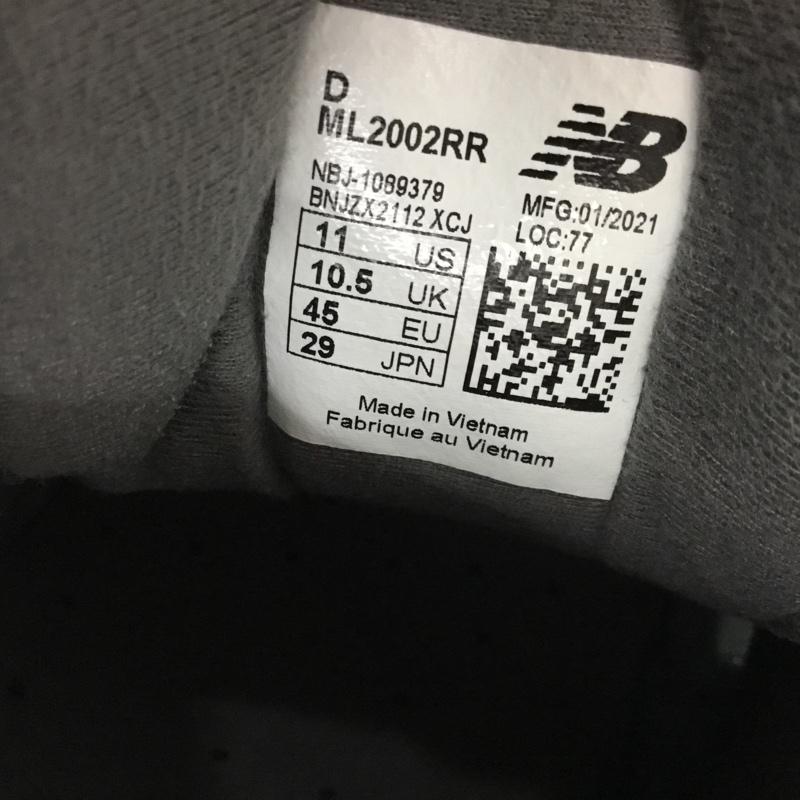 D
ML2002RR
NB
NBJ-1089379
BNJZX2112 XCJ
MFG:01/2021
LOC:77
11 US
10.5 UK
45 EU
29 JPN
Made in Vietnam
Fabrique au Vietnam